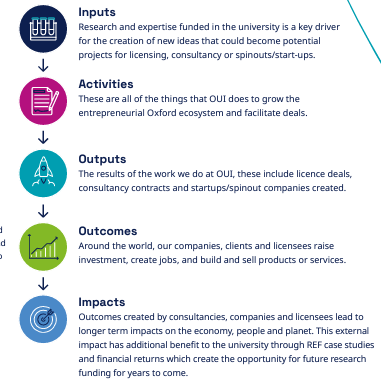 Inputs
Research and expertise funded in the university is a key driver
for the creation of new ideas that could become potential
projects for licensing, consultancy or spinouts/start-ups.
Activities
These are all of the things that OUI does to grow the
entrepreneurial Oxford ecosystem and facilitate deals.
Outputs
The results of the work we do at OUI, these include licence deals,
consultancy contracts and startups/spinout companies created.
Outcomes
Around the world, our companies, clients and licensees raise
investment, create jobs, and build and sell products or services.
Impacts
Outcomes created by consultancies, companies and licensees lead to
longer term impacts on the economy, people and planet. This external
impact has additional benefit to the university through REF case studies
and financial returns which create the opportunity for future research
funding for years to come.